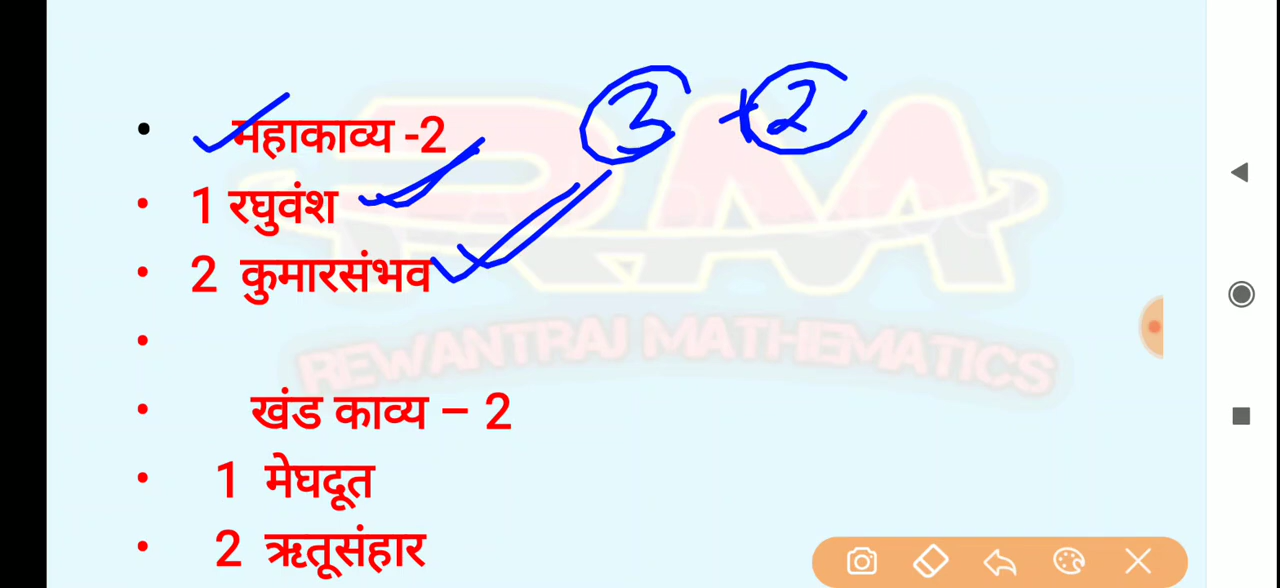 महाकाव्य -2
3 + 2
1 रघुवंश
2 कुमारसंभव
REWANTRAJ MATHEMATICS
खंड काव्य – 2
1 मेघदूत
2 ऋतूसंहार